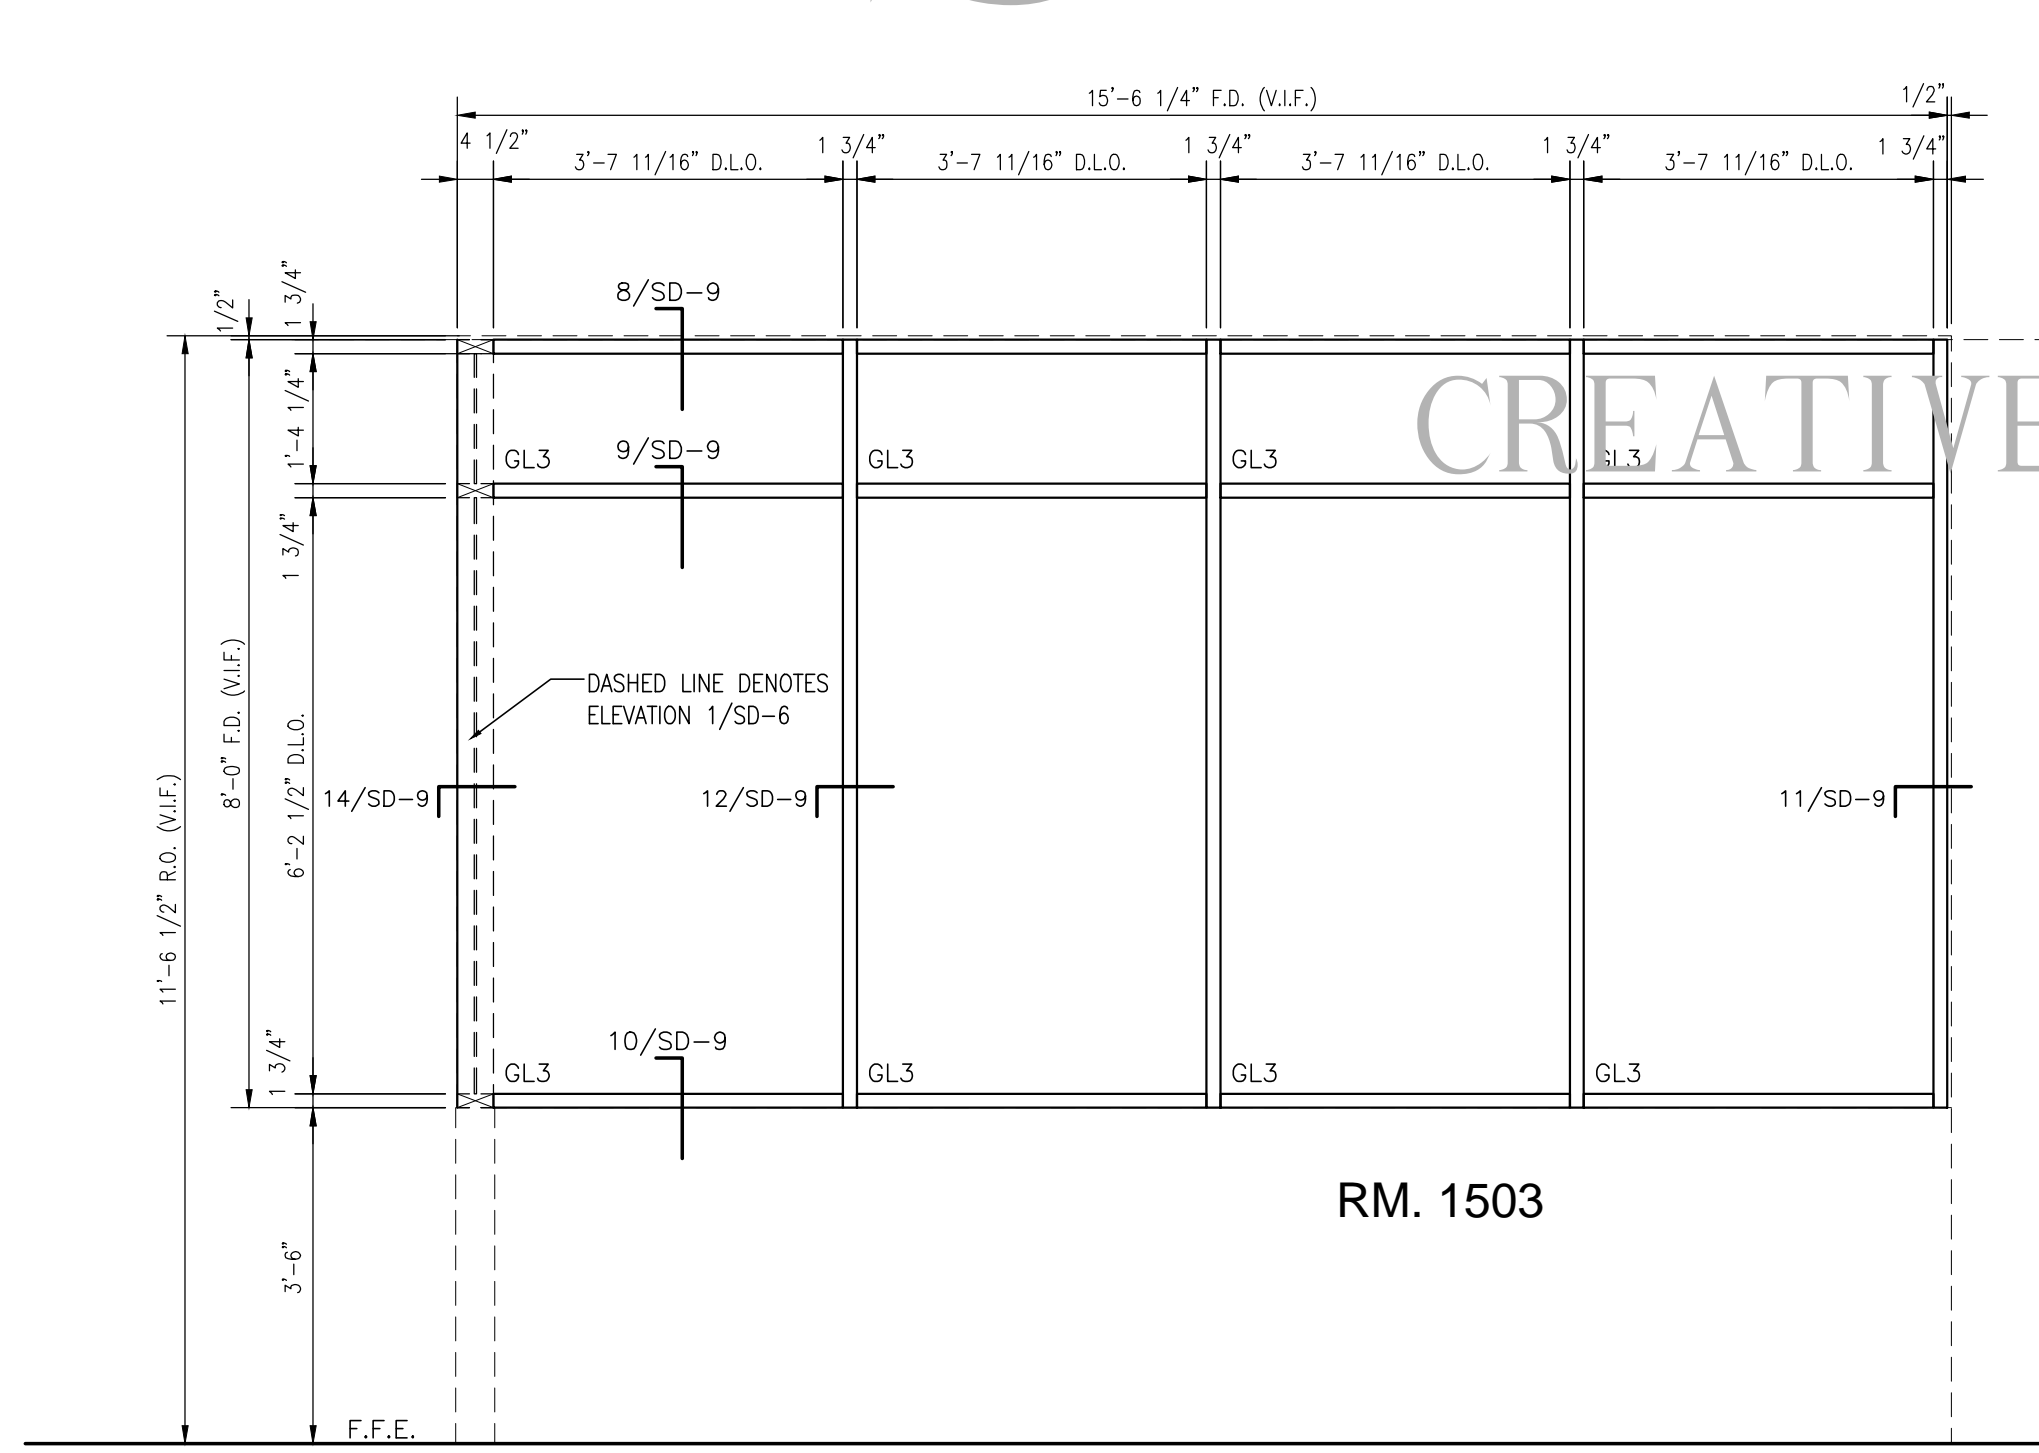 15'-6 1/4" F.D. (V.I.F.)
1/2"
4 1/2"
3'-7 11/16" D.L.O.
1 3/4"
3'-7 11/16" D.L.O.
1 3/4"
3'-7 11/16" D.L.O.
1 3/4"
3'-7 11/16" D.L.O.
1 3/4"
1/2"
1 3/4"
8/SD-9
CREATIVE
1'-4 1/4"
GL3
9/SD-9
GL3
GL3
GL3
1 3/4"
DASHED LINE DENOTES
ELEVATION 1/SD-6
8'-0" F.D. (V.I.F.)
6'-2 1/2" D.L.O.
11'-6 1/2" R.O. (V.I.F.)
14/SD-9
12/SD-9
11/SD-9
1 3/4"
10/SD-9
GL3
GL3
GL3
GL3
RM. 1503
3'-6"
F.F.E.